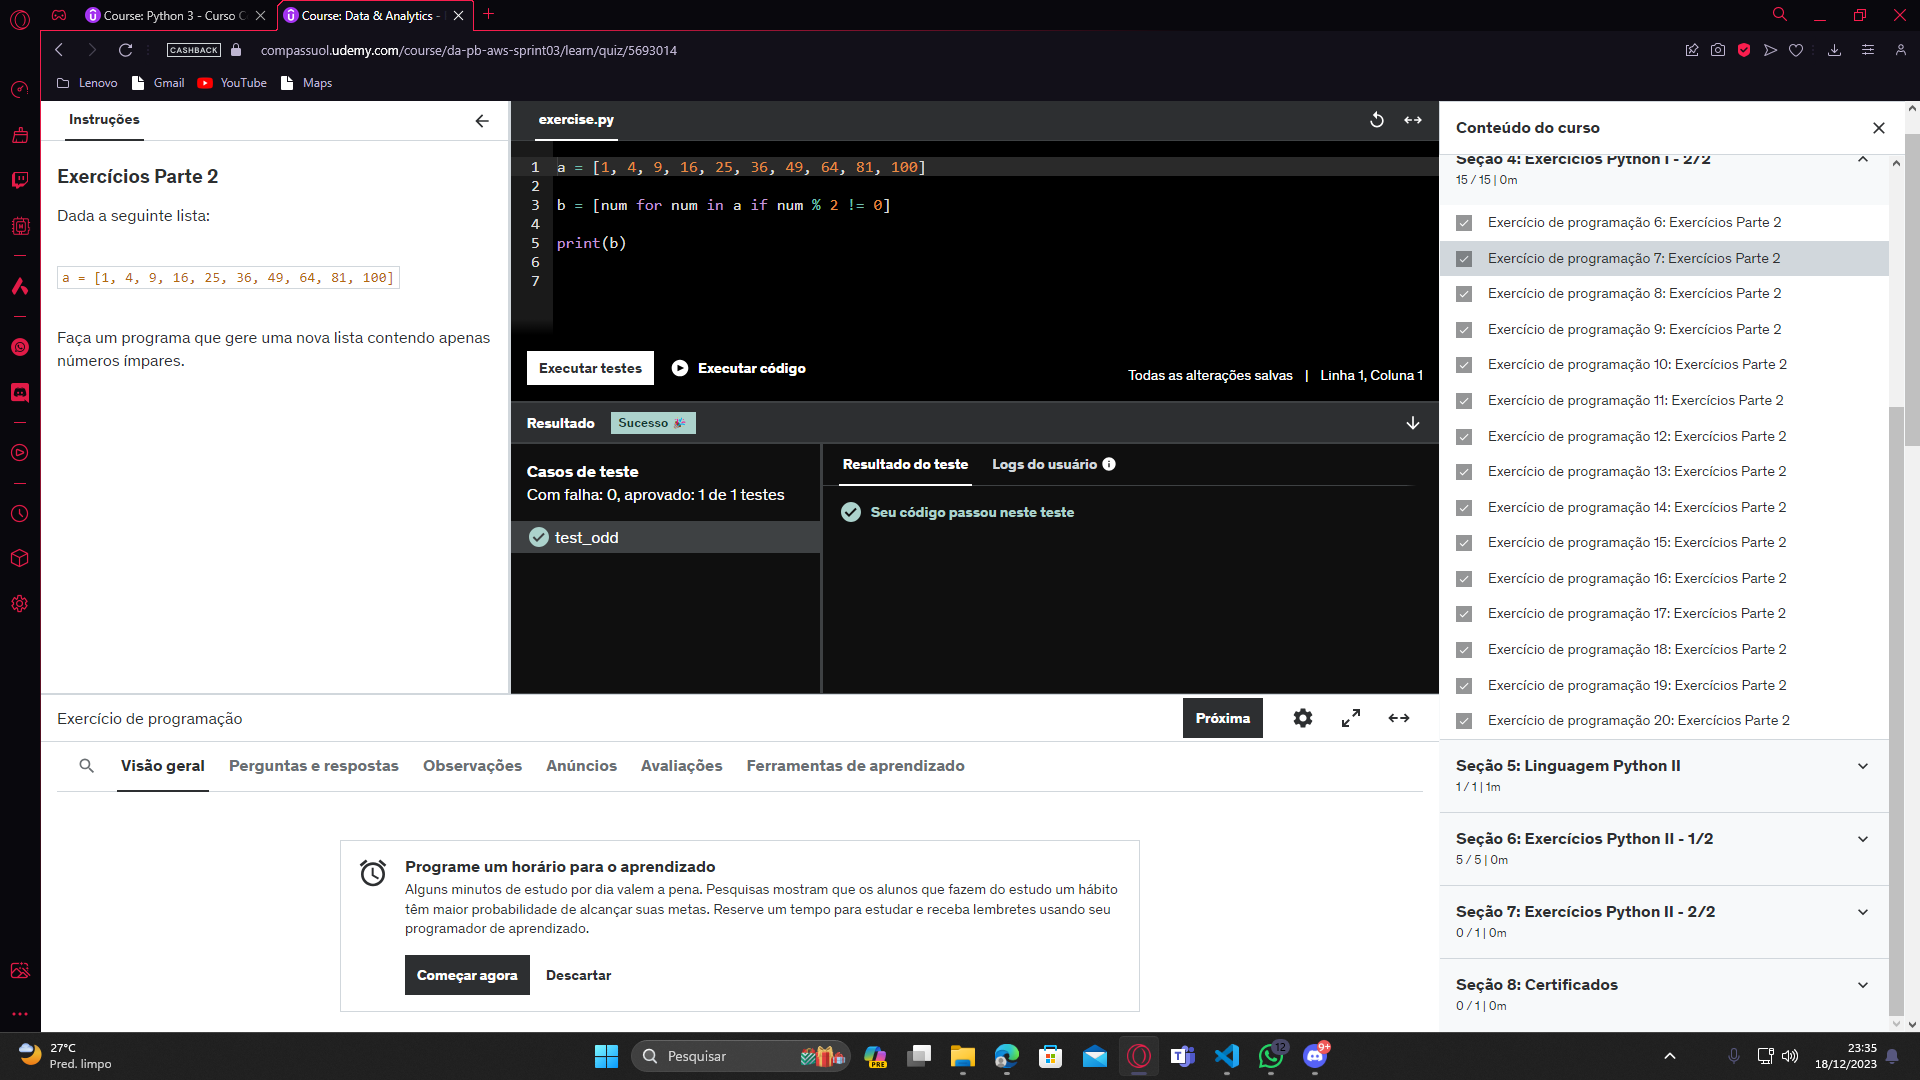 Course: Python 3 - Curso C
Course: Data & Analytics -
CASHBACK
compassuol.udemy.com/course/da-pb-aws-sprint03/learn/quiz/5693014
Lenovo
Gmail
YouTube
Maps
Instruções
Exercícios Parte 2
Dada a seguinte lista:
a = [1, 4, 9, 16, 25, 36, 49, 64, 81, 100]
Faça um programa que gere uma nova lista contendo apenas
números ímpares.
exercise.py
1 a = [1, 4, 9, 16, 25, 36, 49, 64, 81, 100]
2
3 b = [num for num in a if num % 2 != 0]
4
5 print(b)
6
7
Executar testes
Executar código
Todas as alterações salvas | Linha 1, Coluna 1
Resultado
Sucesso
Casos de teste
Com falha: 0, aprovado: 1 de 1 testes
test_odd
Resultado do teste
Logs do usuário
Seu código passou neste teste
Exercício de programação
Próxima
Visão geral
Perguntas e respostas
Observações
Anúncios
Avaliações
Ferramentas de aprendizado
Programe um horário para o aprendizado
Alguns minutos de estudo por dia valem a pena. Pesquisas mostram que os alunos que fazem do estudo um hábito
têm maior probabilidade de alcançar suas metas. Reserve um tempo para estudar e receba lembretes usando seu
programador de aprendizado.
Começar agora
Descartar
Conteúdo do curso
Seção 4: Exercícios Python I - 2/2
15 / 15 | 0m
Exercício de programação 6: Exercícios Parte 2
Exercício de programação 7: Exercícios Parte 2
Exercício de programação 8: Exercícios Parte 2
Exercício de programação 9: Exercícios Parte 2
Exercício de programação 10: Exercícios Parte 2
Exercício de programação 11: Exercícios Parte 2
Exercício de programação 12: Exercícios Parte 2
Exercício de programação 13: Exercícios Parte 2
Exercício de programação 14: Exercícios Parte 2
Exercício de programação 15: Exercícios Parte 2
Exercício de programação 16: Exercícios Parte 2
Exercício de programação 17: Exercícios Parte 2
Exercício de programação 18: Exercícios Parte 2
Exercício de programação 19: Exercícios Parte 2
Exercício de programação 20: Exercícios Parte 2
Seção 5: Linguagem Python II
1 / 1 | 1m
Seção 6: Exercícios Python II - 1/2
5 / 5 | 0m
Seção 7: Exercícios Python II - 2/2
0 / 1 | 0m
Seção 8: Certificados
0 / 1 | 0m
27°C
Pred. limpo
Pesquisar
PRE
12
9+
23:35
18/12/2023